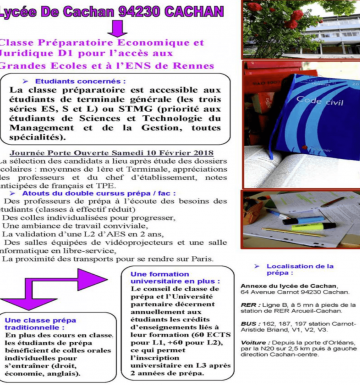 Lycée De Cachan 94230 CACHAN
Classe Préparatoire Economique et
Juridique D1 pour l'accès aux
Grandes Ecoles et à l'ENS de Rennes
Etudiants concernés :
La classe préparatoire est accessible aux
étudiants de terminale générale (les trois
séries ES, S et L) ou STMG (priorité aux
étudiants de Sciences et Technologie du
Management et de la Gestion, toutes
spécialités).
Journée Porte Ouverte Samedi 10 Février 2018
La sélection des candidats a lieu après étude des dossiers
scolaires : moyennes de 1ère et Terminale, appréciations
des professeurs et du chef d'établissement, notes
anticipées de français et TPE.
Atouts du double cursus prépa / fac :
Des professeurs de prépa à l'écoute des besoins des
étudiants (classes à effectif réduit)
Des colles individualisées pour progresser,
Une ambiance de travail conviviale,
La validation d'une L2 d'AES en 2 ans,
Des salles équipées de vidéoprojecteurs et une salle
informatique en libre-service,
La proximité des transports pour se rendre sur Paris.
Une classe prépa
traditionnelle :
En plus des cours en classe
les étudiants de prépa
bénéficient de colles orales
individuelles pour
s'entraîner (droit,
économie, anglais).
Une formation
universitaire en plus :
Le conseil de classe de
prépa et l'Université
partenaire décernent
annuellement aux
étudiants les crédits
d'enseignements liés à
leur formation (60 ECTS
pour L1, +60 pour L2),
ce qui permet
l'inscription
universitaire en L3 après
2 années de prépa.
Code civil
Localisation de la
prépa :
Annexe du lycée de Cachan,
64 Avenue Carnot 94230 Cachan.
RER : Ligne B, à 5 mn à pieds de la
station de RER Arcueil-Cachan.
BUS : 162, 187, 197 station Carnot-
Aristide Briand, V1, V2, V3.
Voiture : Depuis la porte d'Orléans,
par la N20 sur 2,5 km puis à gauche
direction Cachan-centre.